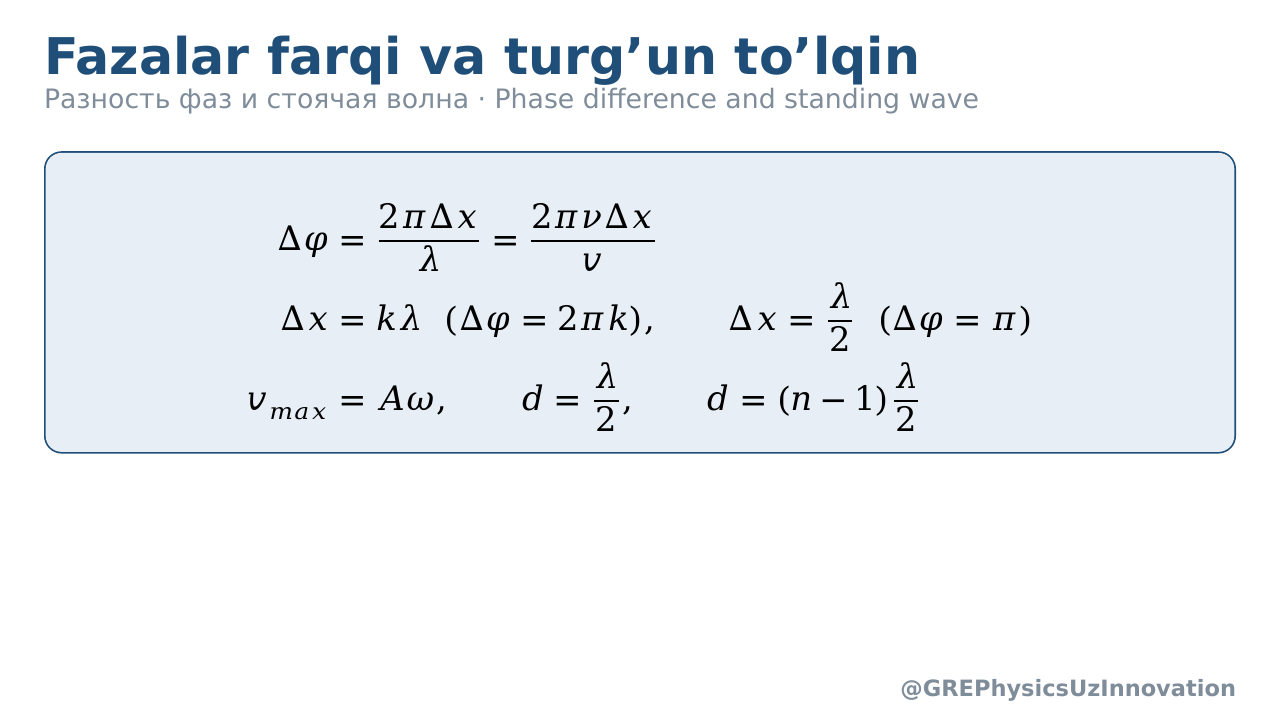 Fazalar farqi va turg’un to’lqin
Разность фаз и стоячая волна · Phase difference and standing wave
Δφ = 2πΔx/λ = 2πνΔx/v
Δx = kλ (Δφ = 2πk), Δx = λ/2 (Δφ = π)
v_max = Aω, d = λ/2, d = (n − 1)λ/2
@GREPhysicsUzInnovation